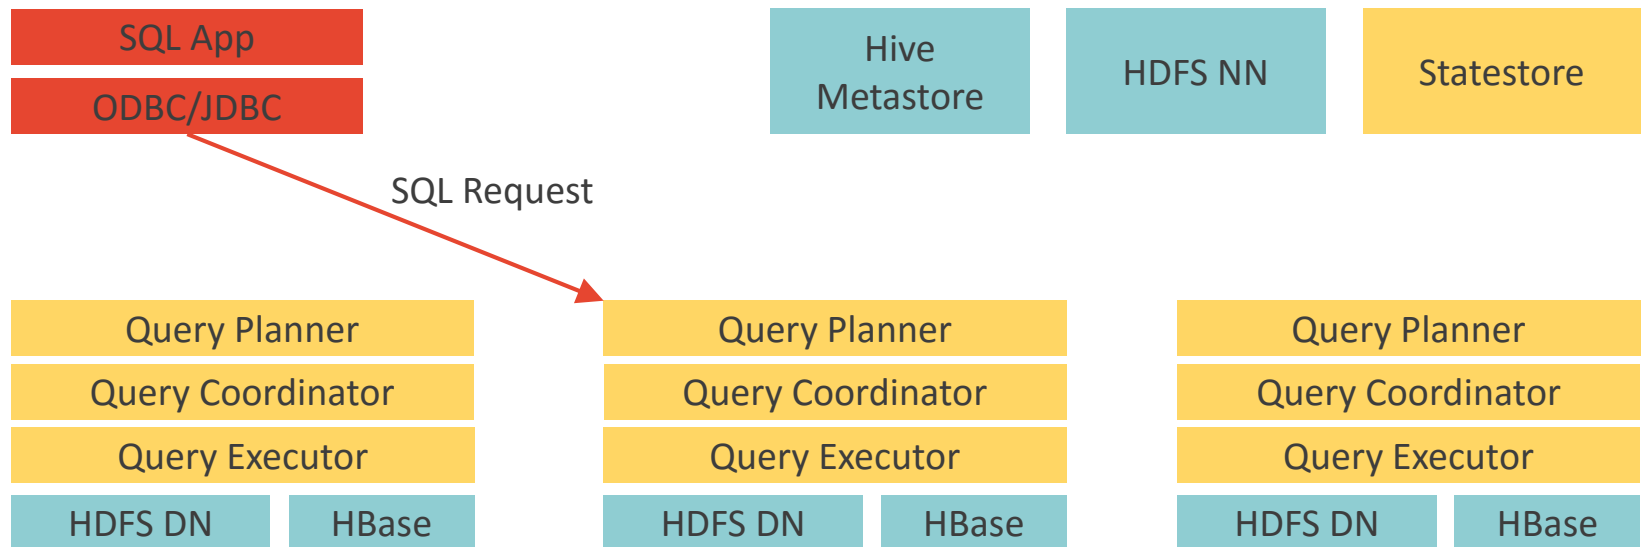 SQL App
ODBC/JDBC
Hive
Metastore
HDFS NN
Statestore
SQL Request
Query Planner
Query Coordinator
Query Executor
HDFS DN
HBase
Query Planner
Query Coordinator
Query Executor
HDFS DN
HBase
Query Planner
Query Coordinator
Query Executor
HDFS DN
HBase